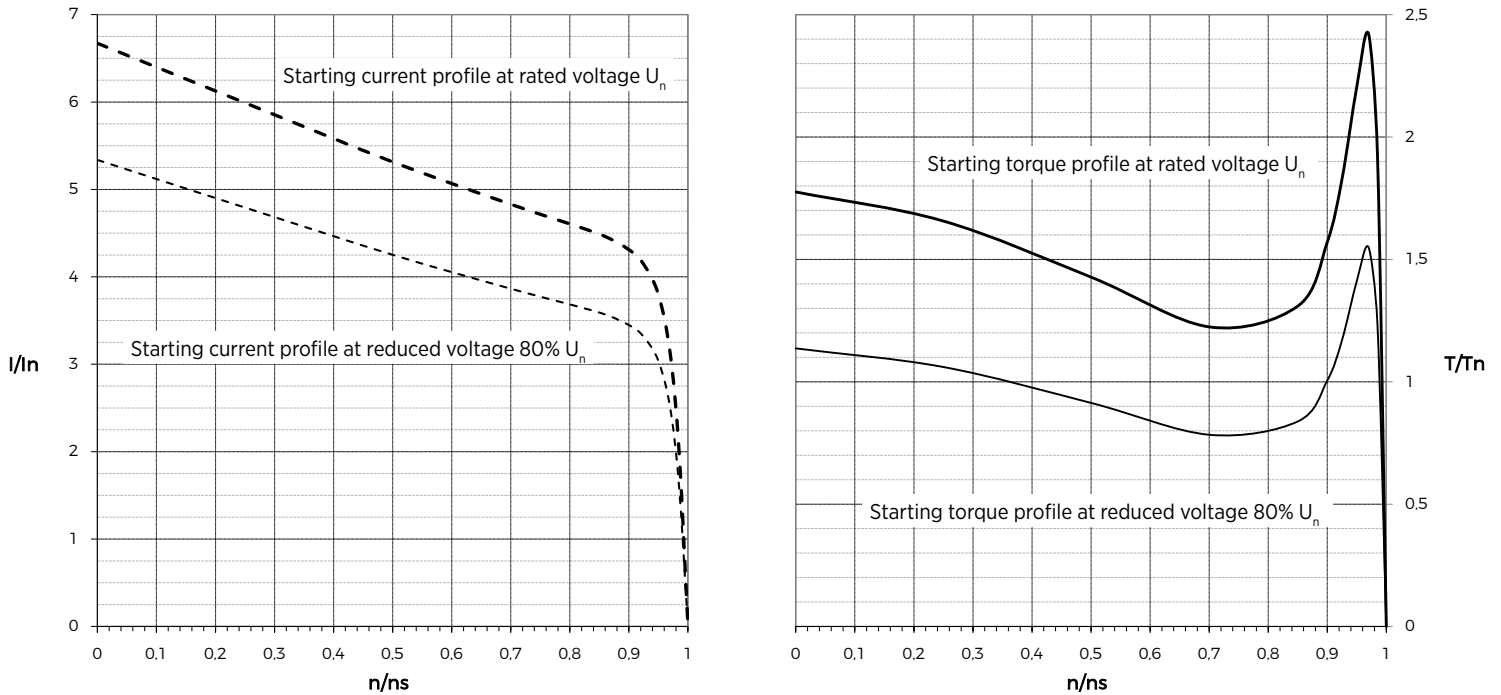 7
6
5
4
3
2
1
0
I/In
Starting current profile at rated voltage Un
Starting current profile at reduced voltage 80% Un
0 0,1 0,2 0,3 0,4 0,5 0,6 0,7 0,8 0,9 1
n/ns
2,5
2
1,5
1
0,5
0
T/Tn
Starting torque profile at rated voltage Un
Starting torque profile at reduced voltage 80% Un
0 0,1 0,2 0,3 0,4 0,5 0,6 0,7 0,8 0,9 1
n/ns